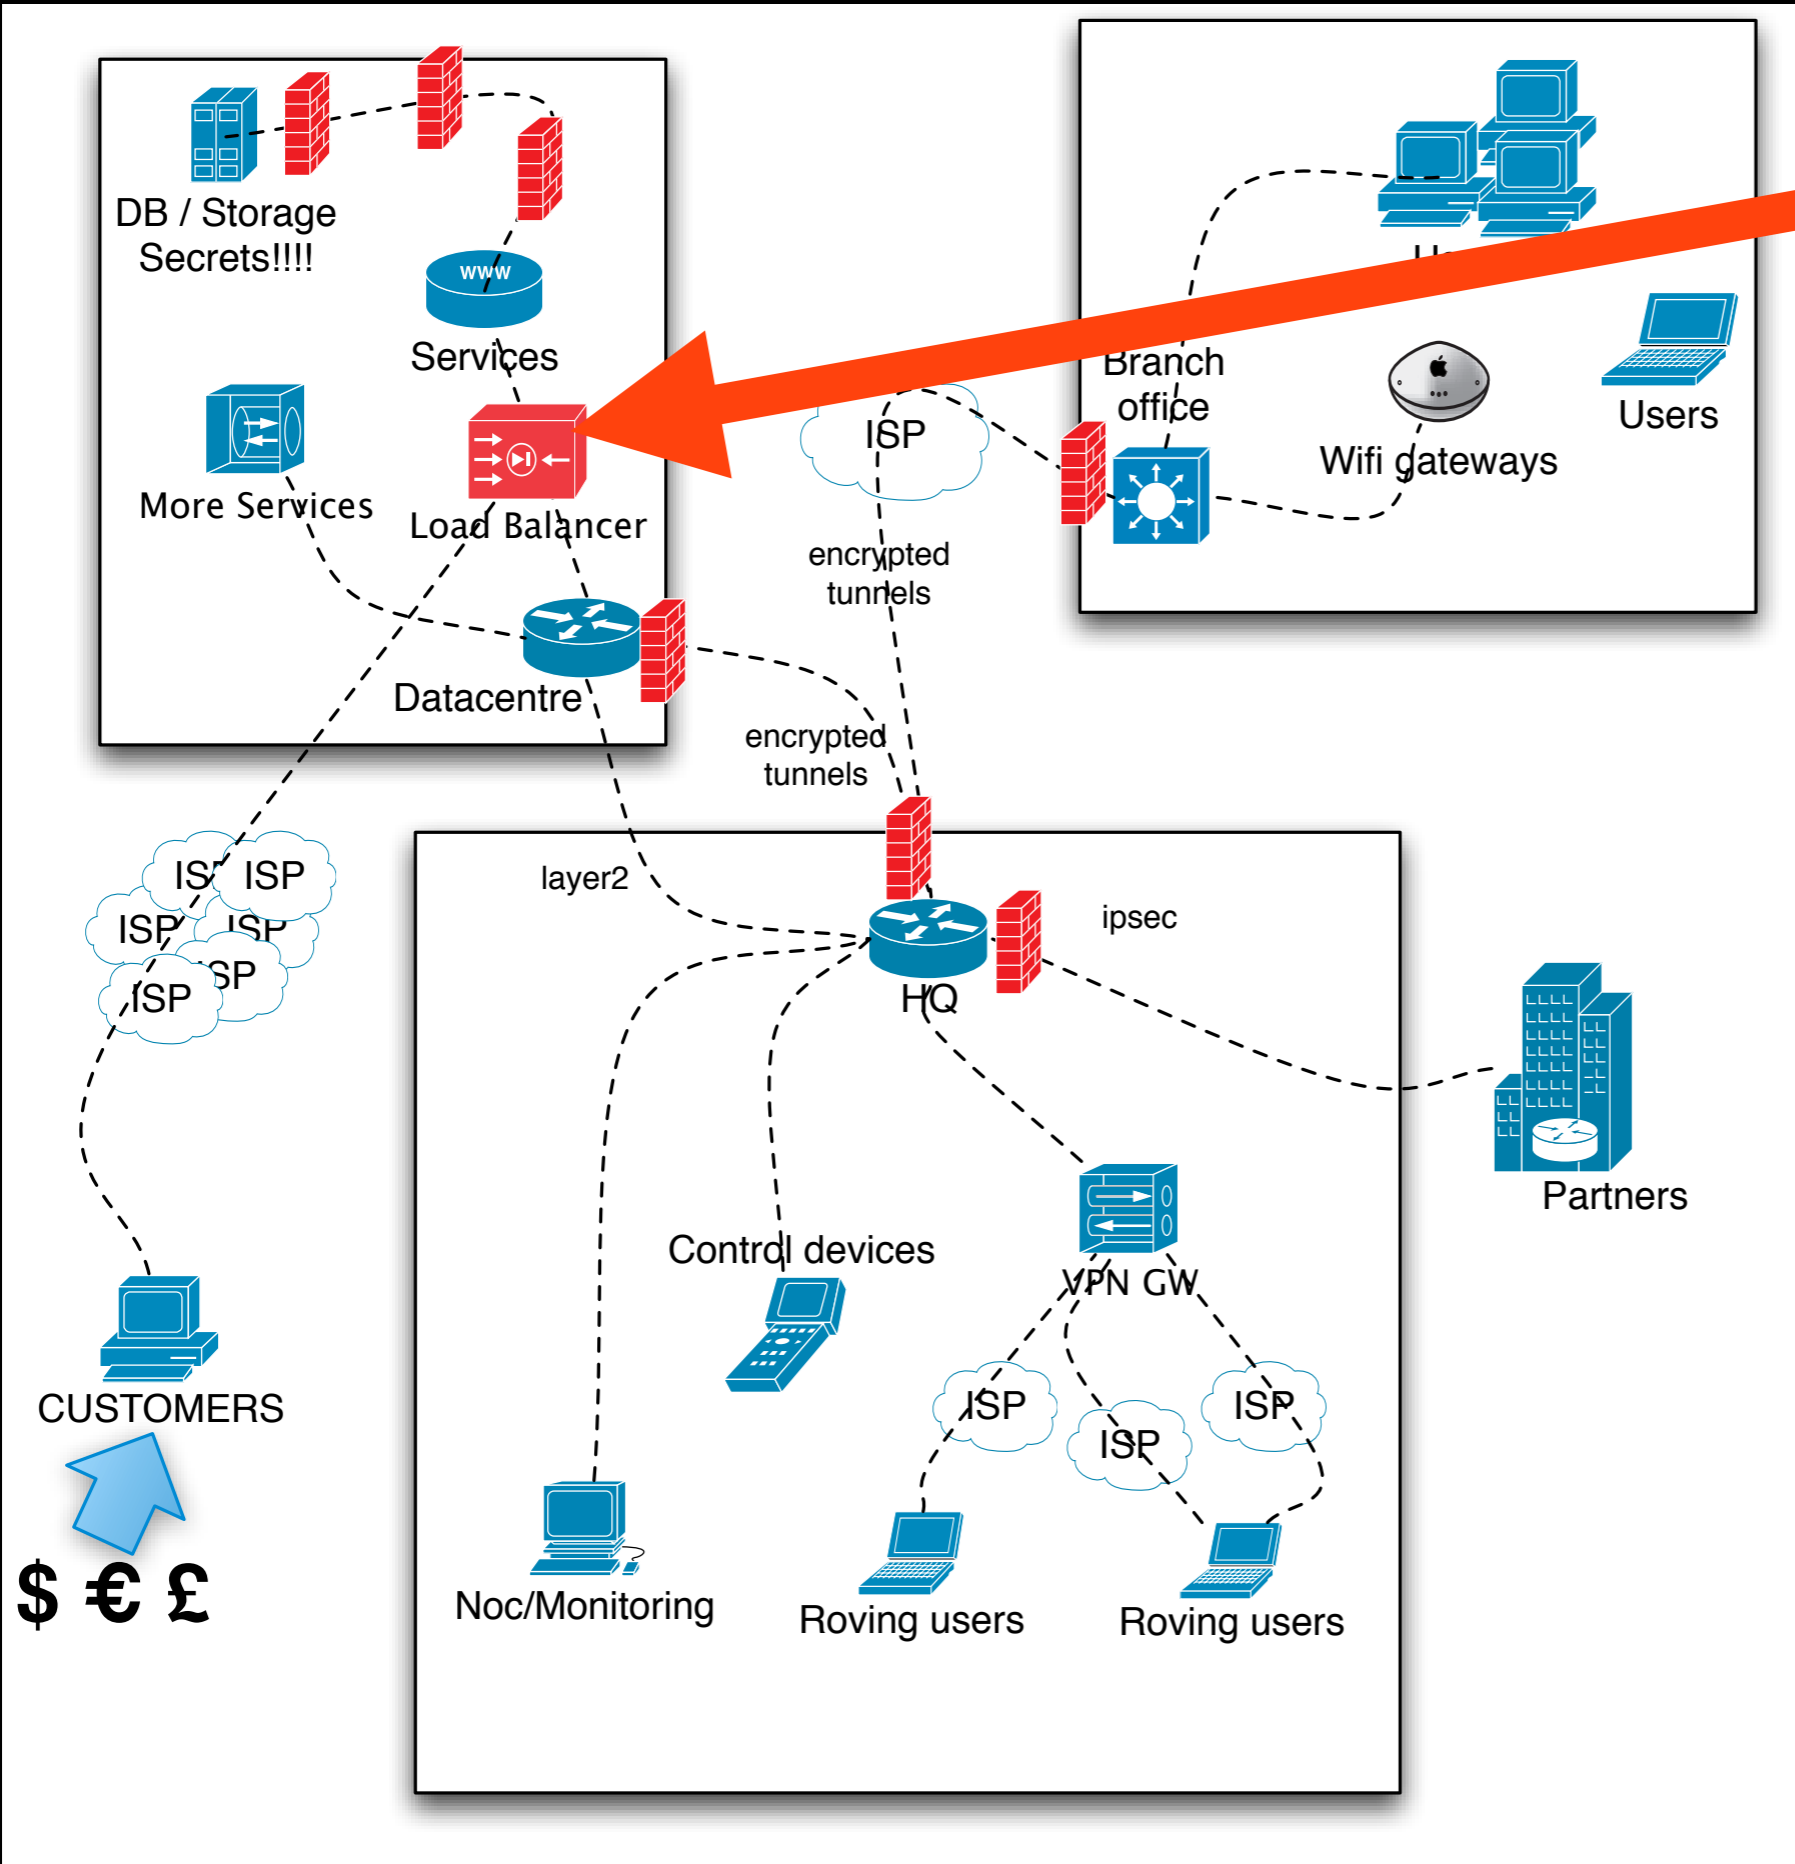 DB / Storage
Secrets!!!!
www
Services
More Services
Load Balancer
Datacentre
Branch
office
Wifi gateways
Users
ISP
encrypted
tunnels
encrypted
tunnels
layer2
ISP
ISP
ISP
ISP
ISP
HQ
ipsec
Partners
Control devices
VPN GW
ISP
ISP
ISP
CUSTOMERS
$ € £
Noc/Monitoring
Roving users
Roving users